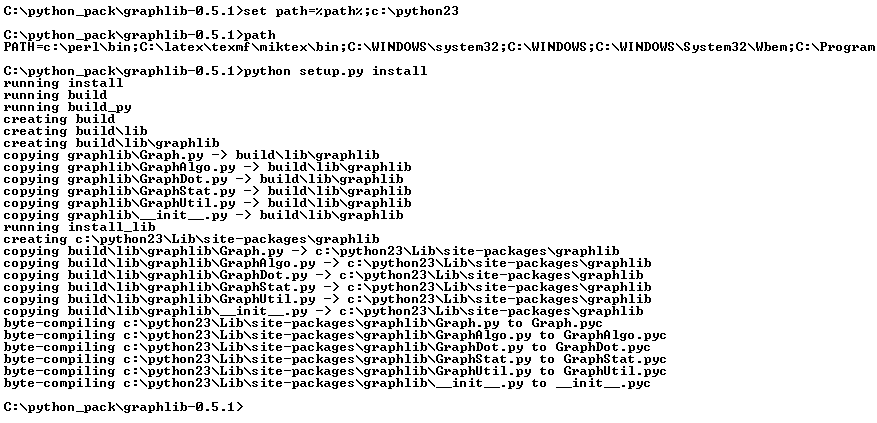 C:\python_pack\graphlib-0.5.1>set path=%path%;c:\python23
C:\python_pack\graphlib-0.5.1>path
PATH=c:\perl\bin;C:\latex\texmf\miktex\bin;C:\WINDOWS\system32;C:\WINDOWS;C:\WINDOWS\System32\Wbem;C:\Program
C:\python_pack\graphlib-0.5.1>python setup.py install
running install
running build
running build_py
creating build
creating build\lib
creating build\lib\graphlib
copying graphlib\Graph.py -> build\lib\graphlib
copying graphlib\GraphAlgo.py -> build\lib\graphlib
copying graphlib\GraphDot.py -> build\lib\graphlib
copying graphlib\GraphStat.py -> build\lib\graphlib
copying graphlib\GraphUtil.py -> build\lib\graphlib
copying graphlib\__init__.py -> build\lib\graphlib
running install_lib
creating c:\python23\Lib\site-packages\graphlib
copying build\lib\graphlib\Graph.py -> c:\python23\Lib\site-packages\graphlib
copying build\lib\graphlib\GraphAlgo.py -> c:\python23\Lib\site-packages\graphlib
copying build\lib\graphlib\GraphDot.py -> c:\python23\Lib\site-packages\graphlib
copying build\lib\graphlib\GraphStat.py -> c:\python23\Lib\site-packages\graphlib
copying build\lib\graphlib\GraphUtil.py -> c:\python23\Lib\site-packages\graphlib
copying build\lib\graphlib\__init__.py -> c:\python23\Lib\site-packages\graphlib
byte-compiling c:\python23\Lib\site-packages\graphlib\Graph.py to Graph.pyc
byte-compiling c:\python23\Lib\site-packages\graphlib\GraphAlgo.py to GraphAlgo.pyc
byte-compiling c:\python23\Lib\site-packages\graphlib\GraphDot.py to GraphDot.pyc
byte-compiling c:\python23\Lib\site-packages\graphlib\GraphStat.py to GraphStat.pyc
byte-compiling c:\python23\Lib\site-packages\graphlib\GraphUtil.py to GraphUtil.pyc
byte-compiling c:\python23\Lib\site-packages\graphlib\__init__.py to __init__.pyc
C:\python_pack\graphlib-0.5.1>